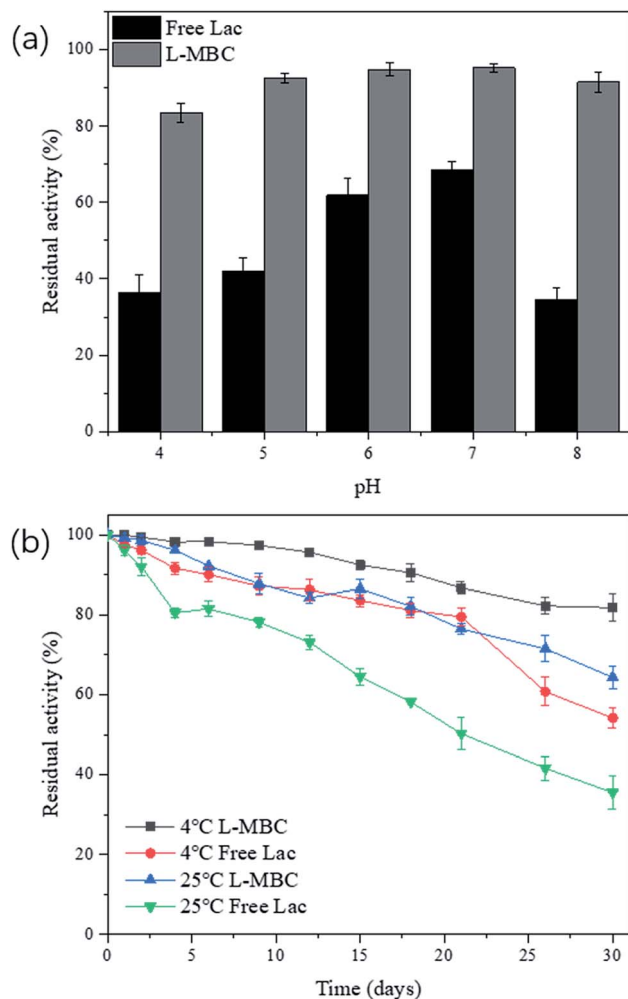 (a)
Free Lac
L-MBC
Residual activity (%)
100
80
60
40
20
0
4 5 6 7 8
pH
(b)
Residual activity (%)
100
80
60
40
20
0
4°C L-MBC
4°C Free Lac
25°C L-MBC
25°C Free Lac
0 5 10 15 20 25 30
Time (days)